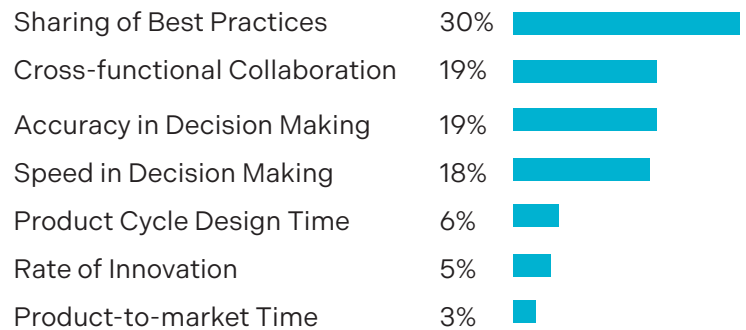 Sharing of Best Practices 30%
Cross-functional Collaboration 19%
Accuracy in Decision Making 19%
Speed in Decision Making 18%
Product Cycle Design Time 6%
Rate of Innovation 5%
Product-to-market Time 3%